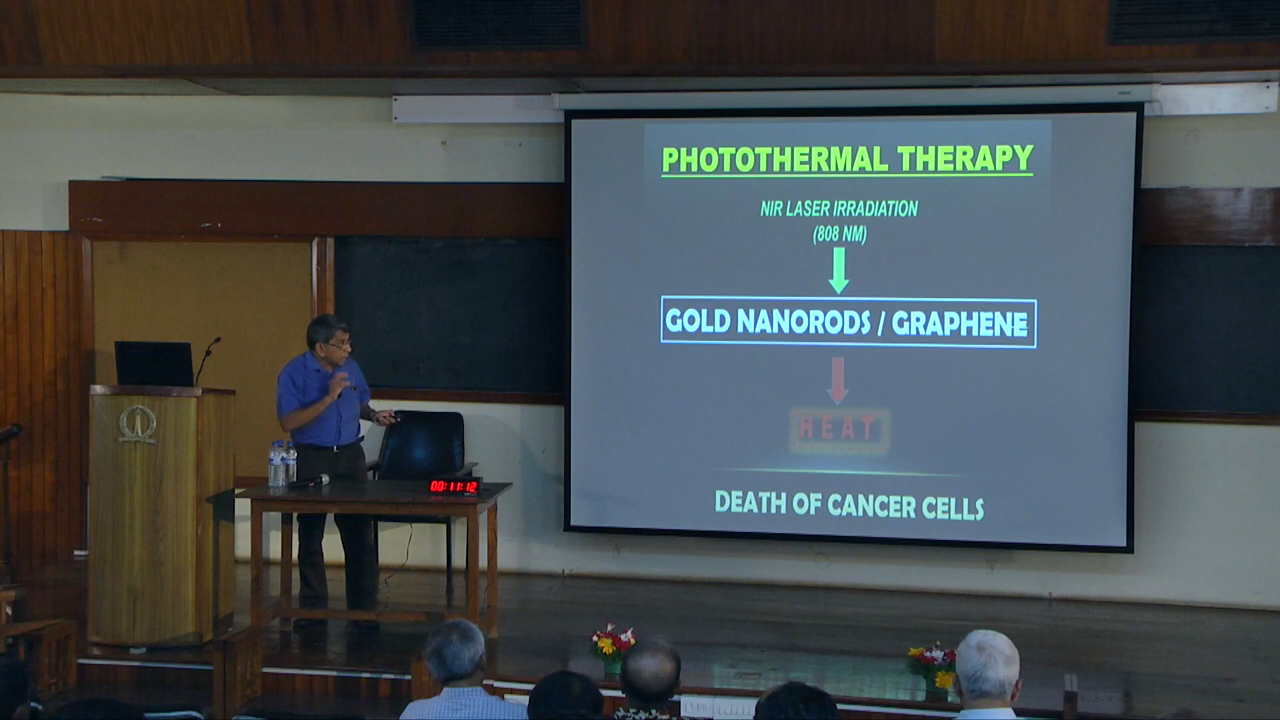 PHOTOTHERMAL THERAPY
NIR LASER IRRADIATION
(808 NM)
GOLD NANORODS / GRAPHENE
HEAT
DEATH OF CANCER CELLS
00:11:12